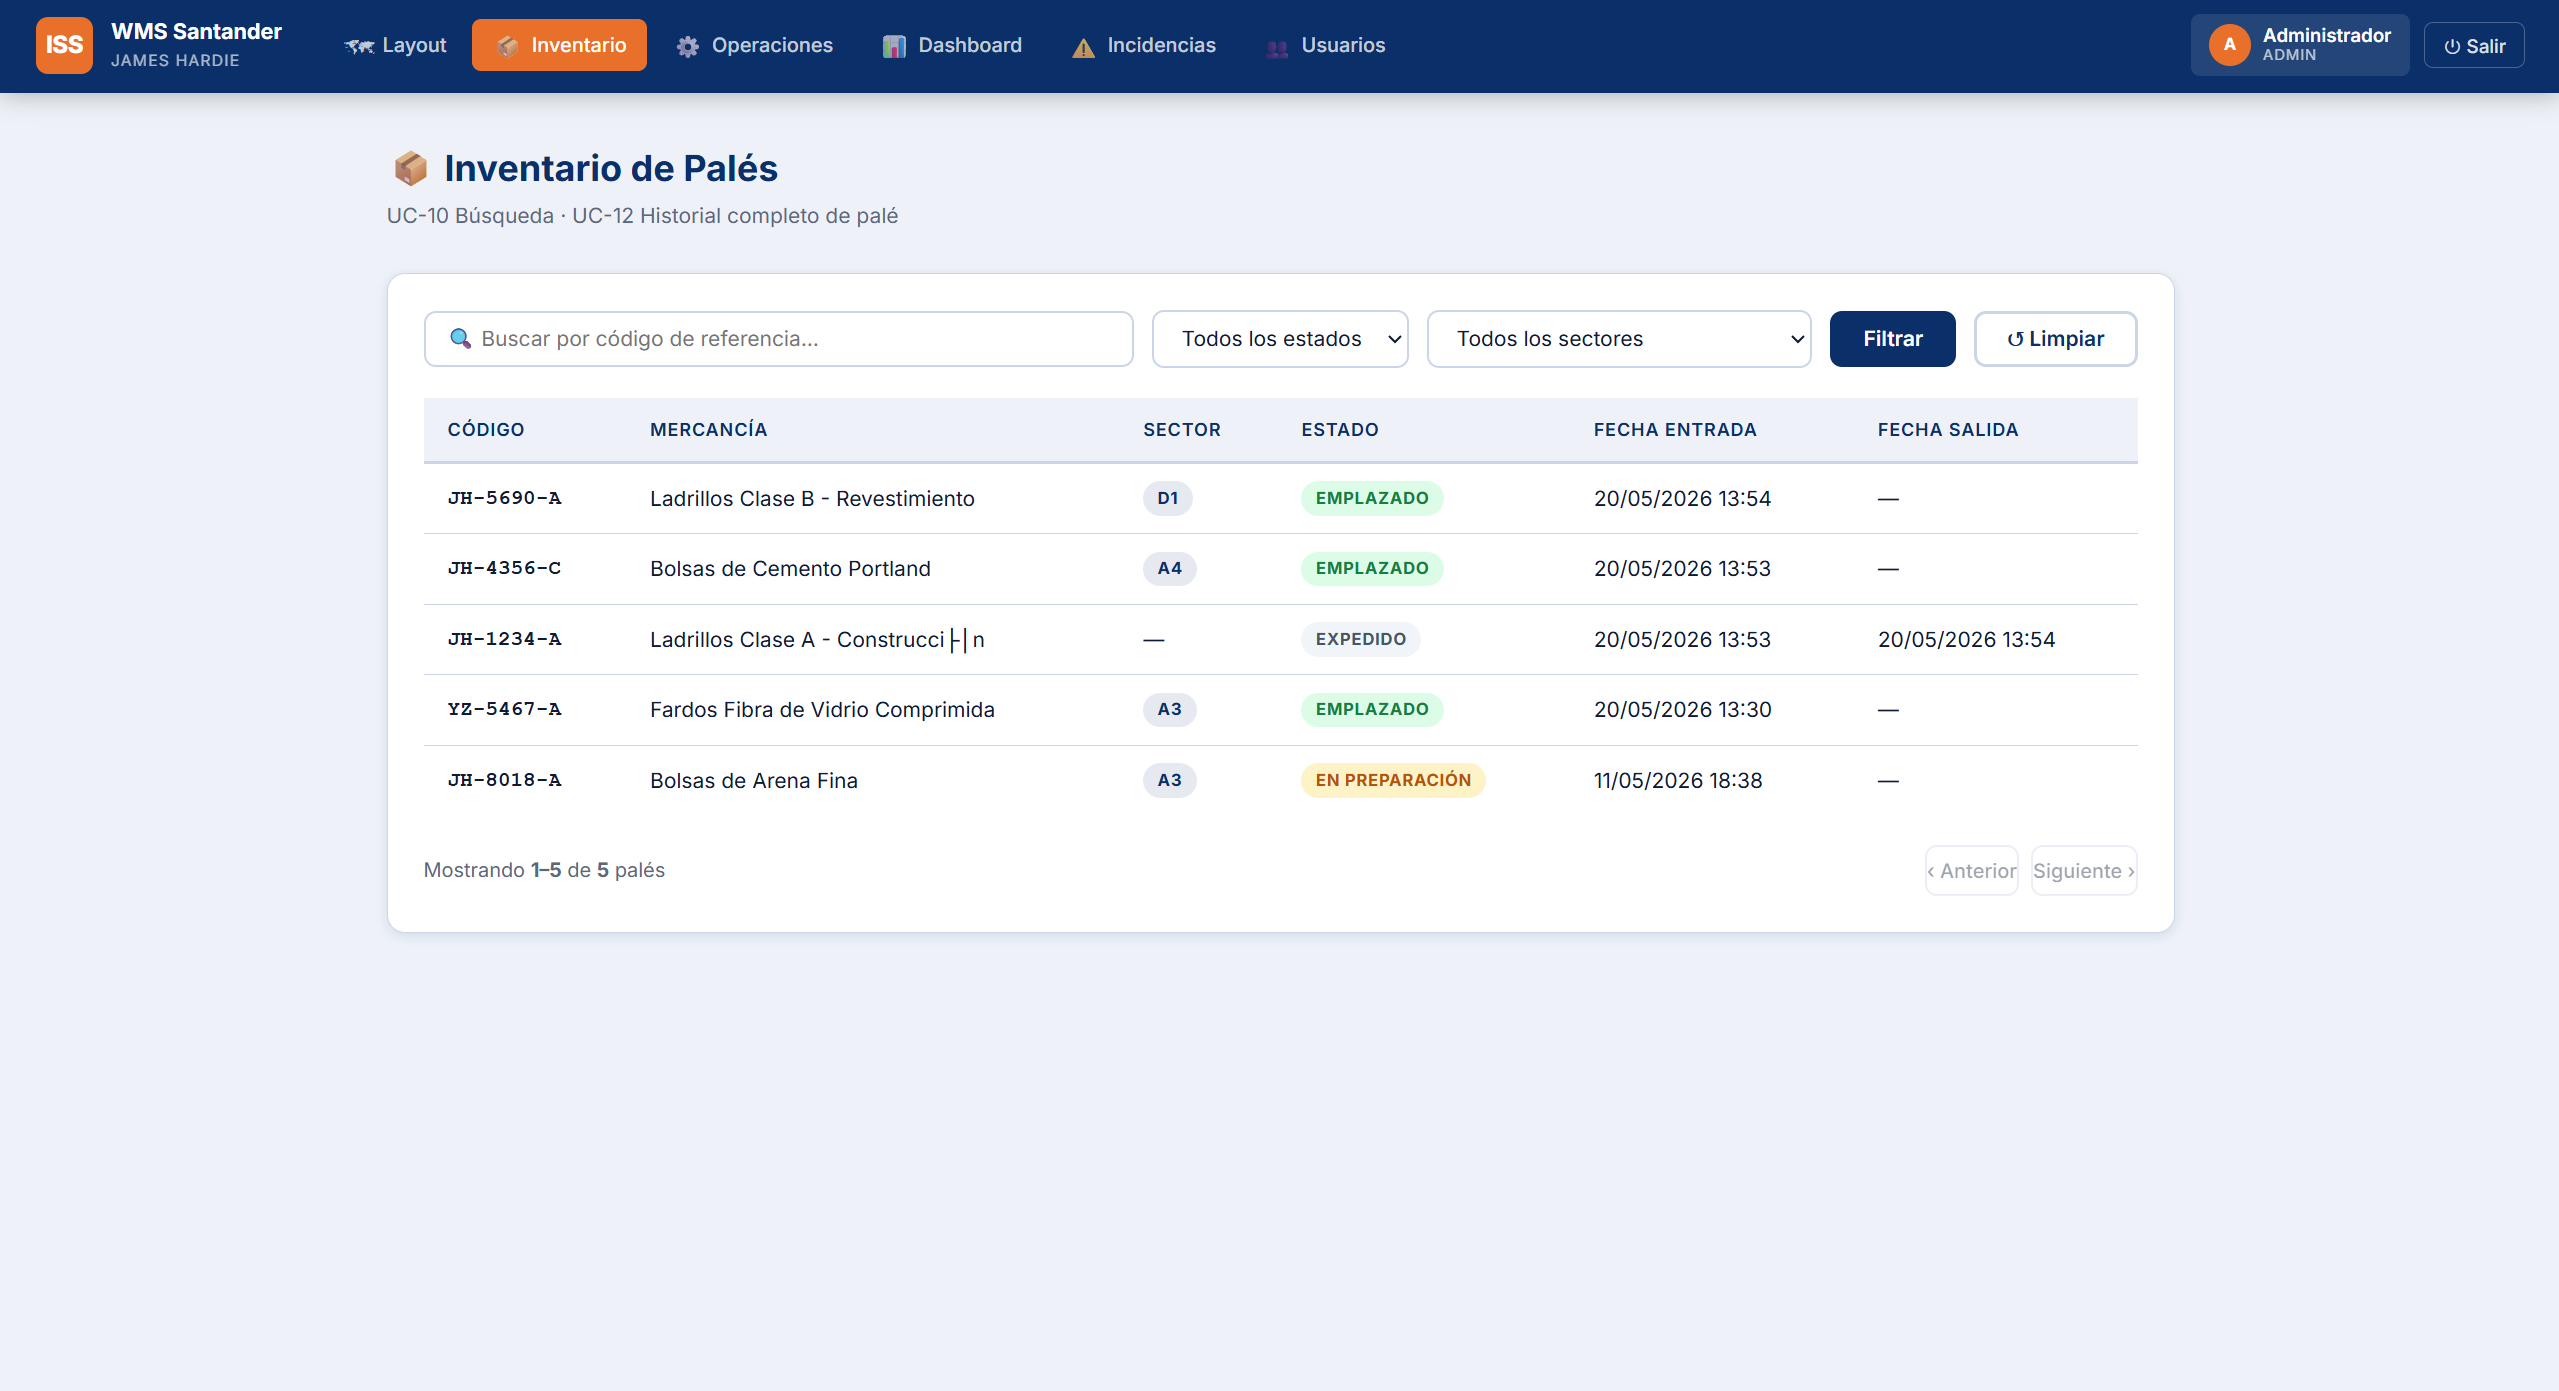 ISS
WMS Santander
JAMES HARDIE
Layout
Inventario
Operaciones
Dashboard
Incidencias
Usuarios
A
Administrador
ADMIN
Salir
Inventario de Palés
UC-10 Búsqueda · UC-12 Historial completo de palé
Buscar por código de referencia...
Todos los estados
Todos los sectores
Filtrar
↺ Limpiar
CÓDIGO MERCANCÍA SECTOR ESTADO FECHA ENTRADA FECHA SALIDA
JH-5690-A Ladrillos Clase B - Revestimiento D1 EMPLAZADO 20/05/2026 13:54 —
JH-4356-C Bolsas de Cemento Portland A4 EMPLAZADO 20/05/2026 13:53 —
JH-1234-A Ladrillos Clase A - Construcci├│n — EXPEDIDO 20/05/2026 13:53 20/05/2026 13:54
YZ-5467-A Fardos Fibra de Vidrio Comprimida A3 EMPLAZADO 20/05/2026 13:30 —
JH-8018-A Bolsas de Arena Fina A3 EN PREPARACIÓN 11/05/2026 18:38 —
Mostrando 1–5 de 5 palés
‹ Anterior
Siguiente ›